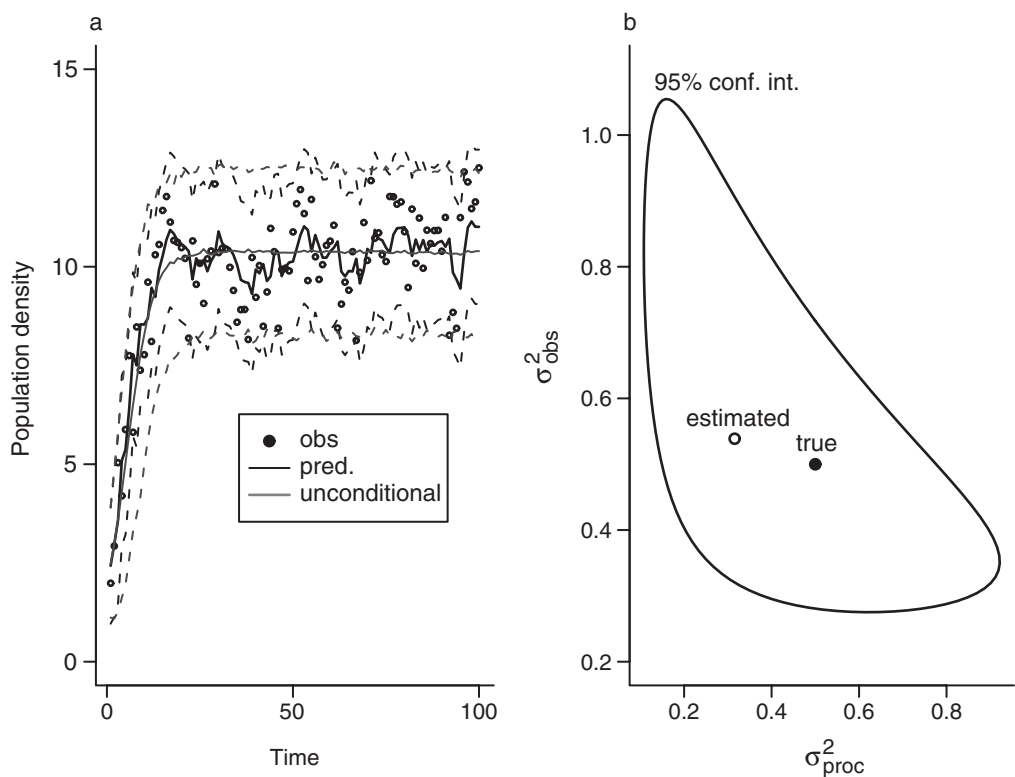 a
15
10
5
0
Population density
obs
pred.
unconditional
0
50
100
Time
b
95% conf. int.
1.0
0.8
0.6
0.4
0.2
σ²obs
estimated
true
0.2
0.4
0.6
0.8
σ²proc